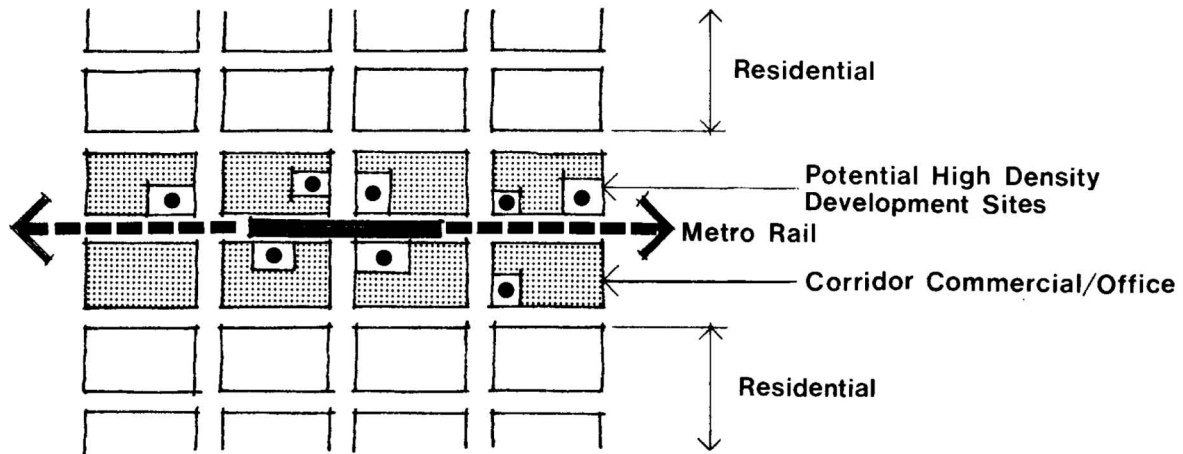 Residential
Potential High Density
Development Sites
Metro Rail
Corridor Commercial/Office
Residential